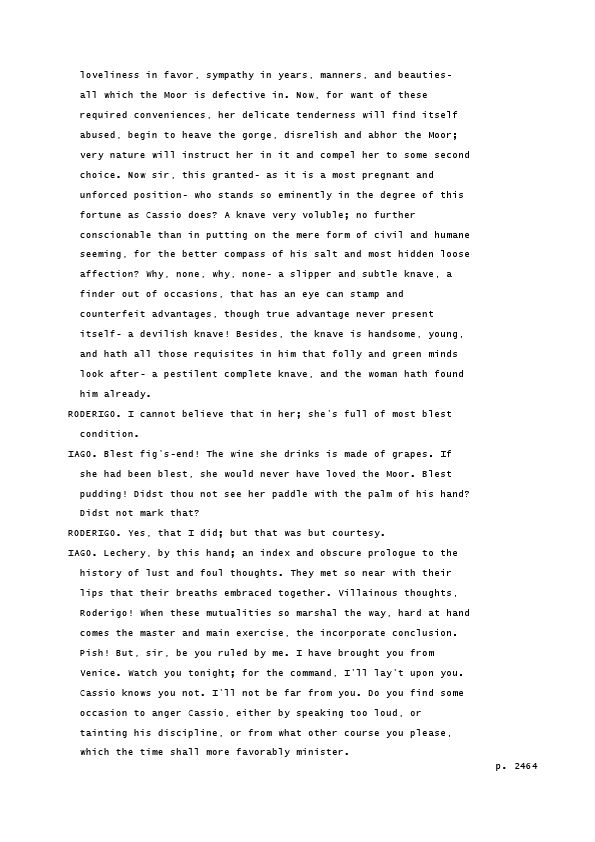 loveliness in favor, sympathy in years, manners, and beauties-
all which the Moor is defective in. Now, for want of these
required conveniences, her delicate tenderness will find itself
abused, begin to heave the gorge, disrelish and abhor the Moor;
very nature will instruct her in it and compel her to some second
choice. Now sir, this granted- as it is a most pregnant and
unforced position- who stands so eminently in the degree of this
fortune as Cassio does? A knave very voluble; no further
conscionable than in putting on the mere form of civil and humane
seeming, for the better compass of his salt and most hidden loose
affection? Why, none, why, none- a slipper and subtle knave, a
finder out of occasions, that has an eye can stamp and
counterfeit advantages, though true advantage never present
itself- a devilish knave! Besides, the knave is handsome, young,
and hath all those requisites in him that folly and green minds
look after- a pestilent complete knave, and the woman hath found
him already.
RODERIGO. I cannot believe that in her; she's full of most blest
condition.
IAGO. Blest fig's-end! The wine she drinks is made of grapes. If
she had been blest, she would never have loved the Moor. Blest
pudding! Didst thou not see her paddle with the palm of his hand?
Didst not mark that?
RODERIGO. Yes, that I did; but that was but courtesy.
IAGO. Lechery, by this hand; an index and obscure prologue to the
history of lust and foul thoughts. They met so near with their
lips that their breaths embraced together. Villainous thoughts,
Roderigo! When these mutualities so marshal the way, hard at hand
comes the master and main exercise, the incorporate conclusion.
Pish! But, sir, be you ruled by me. I have brought you from
Venice. Watch you tonight; for the command, I'll lay't upon you.
Cassio knows you not. I'll not be far from you. Do you find some
occasion to anger Cassio, either by speaking too loud, or
tainting his discipline, or from what other course you please,
which the time shall more favorably minister.
p. 2464